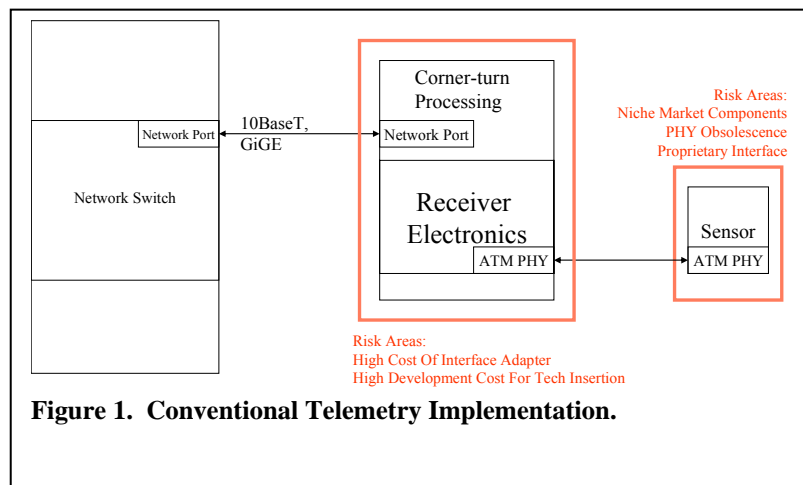 Corner-turn
Processing
Risk Areas:
Niche Market Components
PHY Obsolescence
Proprietary Interface
10BaseT,
GiGE
Network Port
Network Port
Network Switch
Receiver
Electronics
ATM PHY
Sensor
ATM PHY
Risk Areas:
High Cost Of Interface Adapter
High Development Cost For Tech Insertion
Figure 1. Conventional Telemetry Implementation.